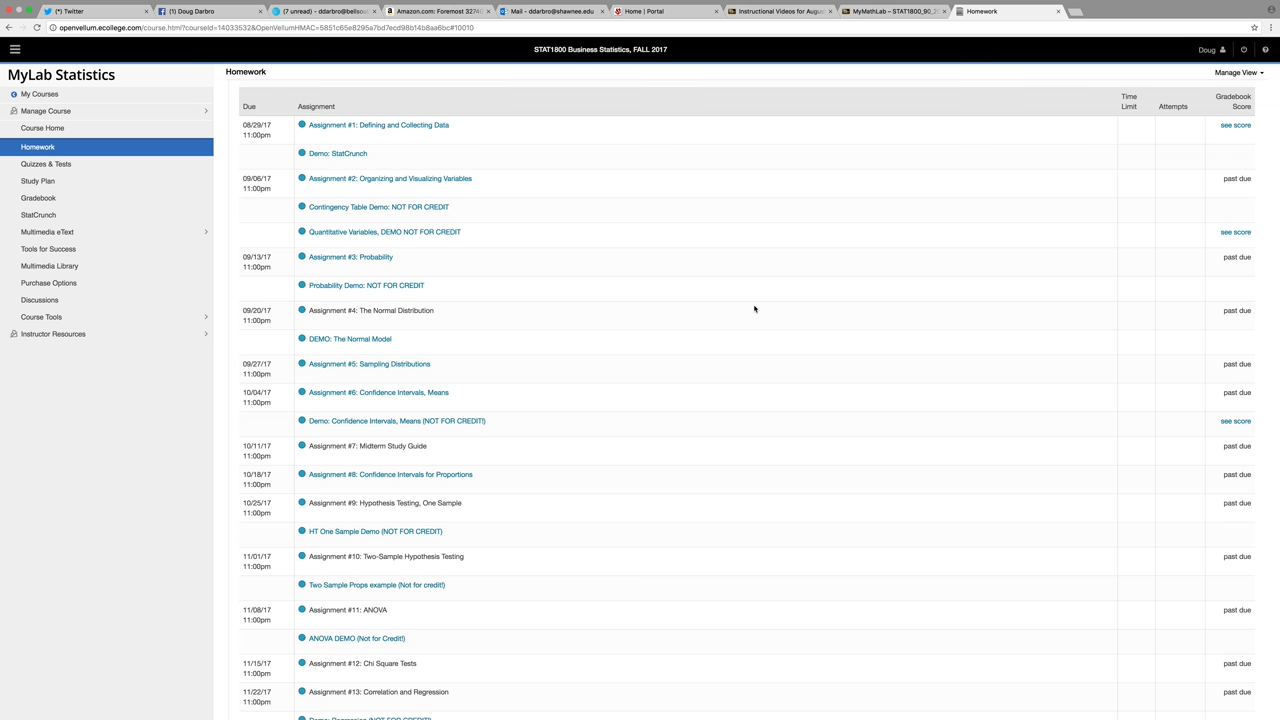 (*) Twitter
(1) Doug Darbro
(7 unread) - ddarbro@bellso
Amazon.com: Foremost 3274
Mail - ddarbro@shawnee.edu
Home | Portal
Instructional Videos for Augus
MyMathLab – STAT1800_90_2
Homework
openvellum.ecollege.com/course.html?courseId=14033532&OpenVellumHMAC=5851c65e8295a7bd7ecd98b14b8aa6bc#10010
STAT1800 Business Statistics, FALL 2017
Doug
MyLab Statistics
My Courses
Manage Course
Course Home
Homework
Quizzes & Tests
Study Plan
Gradebook
StatCrunch
Multimedia eText
Tools for Success
Multimedia Library
Purchase Options
Discussions
Course Tools
Instructor Resources
Homework
Manage View
Due Assignment Time Limit Attempts Gradebook Score
08/29/17 11:00pm Assignment #1: Defining and Collecting Data see score
Demo: StatCrunch
09/06/17 11:00pm Assignment #2: Organizing and Visualizing Variables past due
Contingency Table Demo: NOT FOR CREDIT
Quantitative Variables, DEMO NOT FOR CREDIT see score
09/13/17 11:00pm Assignment #3: Probability past due
Probability Demo: NOT FOR CREDIT
09/20/17 11:00pm Assignment #4: The Normal Distribution past due
DEMO: The Normal Model
09/27/17 11:00pm Assignment #5: Sampling Distributions past due
10/04/17 11:00pm Assignment #6: Confidence Intervals, Means past due
Demo: Confidence Intervals, Means (NOT FOR CREDIT!) see score
10/11/17 11:00pm Assignment #7: Midterm Study Guide past due
10/18/17 11:00pm Assignment #8: Confidence Intervals for Proportions past due
10/25/17 11:00pm Assignment #9: Hypothesis Testing, One Sample past due
HT One Sample Demo (NOT FOR CREDIT)
11/01/17 11:00pm Assignment #10: Two-Sample Hypothesis Testing past due
Two Sample Props example (Not for credit!)
11/08/17 11:00pm Assignment #11: ANOVA past due
ANOVA DEMO (Not for Credit!)
11/15/17 11:00pm Assignment #12: Chi Square Tests past due
11/22/17 11:00pm Assignment #13: Correlation and Regression past due
Demo: Regression (NOT FOR CREDIT!)